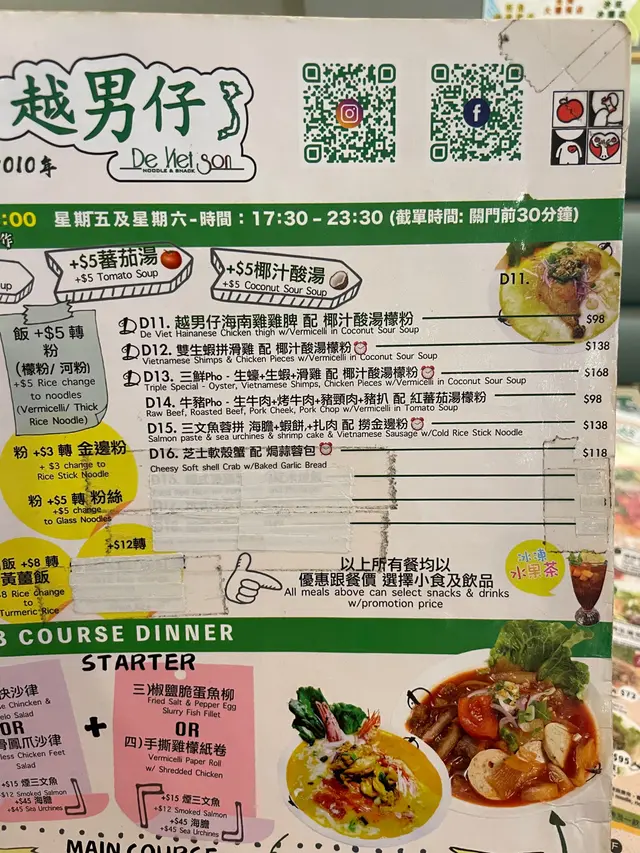 越男仔
De Viet Son
NOODLE & SNACK
2010年
:00 星期五及星期六-時間：17:30 – 23:30 (截單時間: 關門前30分鐘)
作
up
+$5蕃茄湯
+$5 Tomato Soup
+$5椰汁酸湯
+$5 Coconut Sour Soup
D11.
飯 +$5 轉
粉
(檬粉/ 河粉)
+$5 Rice change
to noodles
(Vermicelli/ Thick
Rice Noodle)
粉 +$3 轉 金邊粉
+ $3 change to
Rice Stick Noodle
粉 +$5 轉 粉絲
+$5 change
to Glass Noodles
+$12轉
飯 +$8 轉
黃薑飯
8 Rice change
to
Turmeric Rice
D11. 越男仔海南雞雞髀 配 椰汁酸湯檬粉 $98
De Viet Hainanese Chicken thigh w/Vermicelli in Coconut Sour Soup
D12. 雙生蝦拼滑雞 配 椰汁酸湯檬粉 $138
Vietnamese Shimps & Chicken Pieces w/Vermicelli in Coconut Sour Soup
D13. 三鮮Pho - 生蠔+生蝦+滑雞 配 椰汁酸湯檬粉 $168
Triple Special - Oyster, Vietnamese Shimps, Chicken Pieces w/Vermicelli in Coconut Sour Soup
D14. 牛豬Pho - 生牛肉+烤牛肉+豬頸肉+豬扒 配 紅蕃茄湯檬粉 $98
Raw Beef, Roasted Beef, Pork Cheek, Pork Chop w/Vermicelli in Tomato Soup
D15. 三文魚蓉拼 海膽+蝦餅+扎肉 配 撈金邊粉 $138
Salmon paste & sea urchines & shrimp cake & Vietnamese Sausage w/Cold Rice Stick Noodle
D16. 芝士軟殼蟹 配 焗蒜蓉包 $118
Cheesy Soft shell Crab w/Baked Garlic Bread
以上所有餐均以
優惠跟餐價 選擇小食及飲品
All meals above can select snacks & drinks
w/promotion price
冰凍
水果茶
3 COURSE DINNER
STARTER
沙律
Chinchen &
elo Salad
OR
骨鳳爪沙律
less Chicken Feet
Salad
+$15 煙三文魚
+$12 Smoked Salmon
+$45 海膽
+$45 Sea Urchines
+
三)椒鹽脆蛋魚柳
Fried Salt & Pepper Egg
Slurry Fish Fillet
OR
四)手撕雞檬紙卷
Vermicelli Paper Roll
w/ Shredded Chicken
+$15 煙三文魚
+$12 Smoked Salmon
+$45 海膽
+$45 Sea Urchines
MAIN COURSE